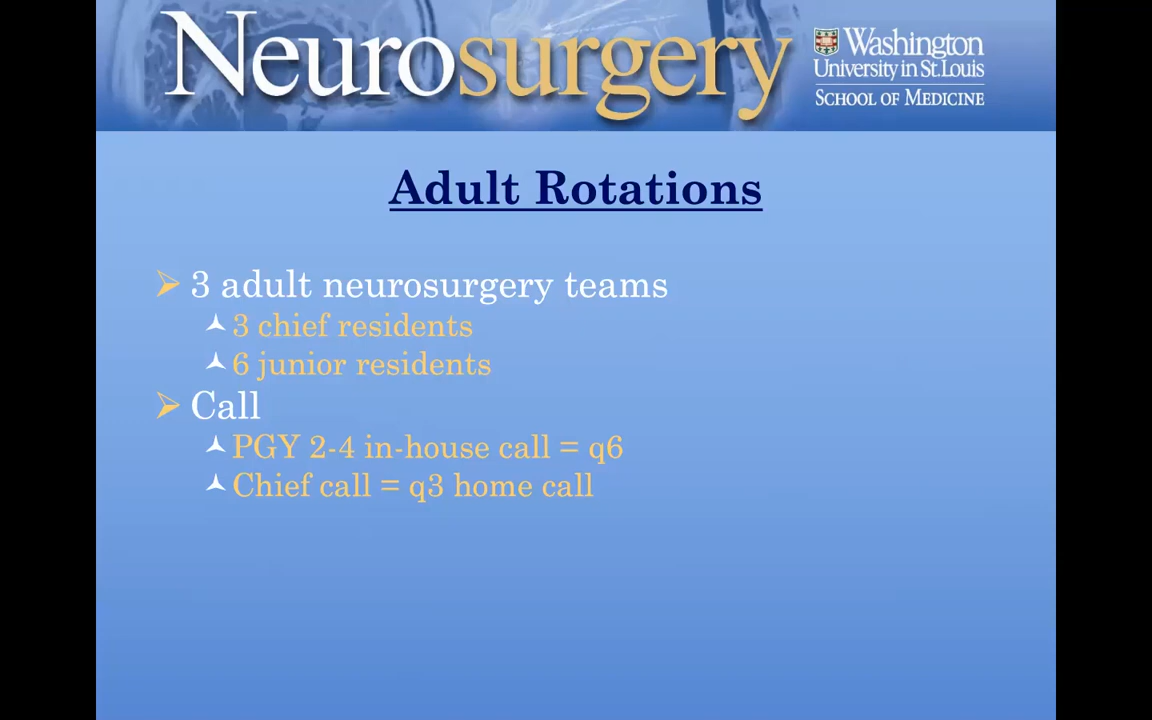 Neurosurgery
Washington
University in St. Louis
SCHOOL OF MEDICINE
Adult Rotations
3 adult neurosurgery teams
3 chief residents
6 junior residents
Call
PGY 2-4 in-house call = q6
Chief call = q3 home call